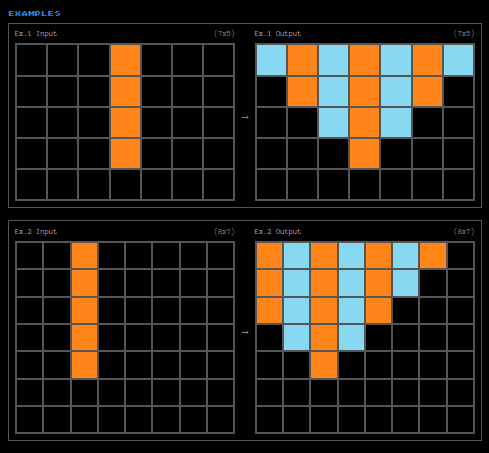 EXAMPLES
Ex.1 Input (7x5)
Ex.1 Output (7x5)
→
Ex.2 Input (8x7)
Ex.2 Output (8x7)
→